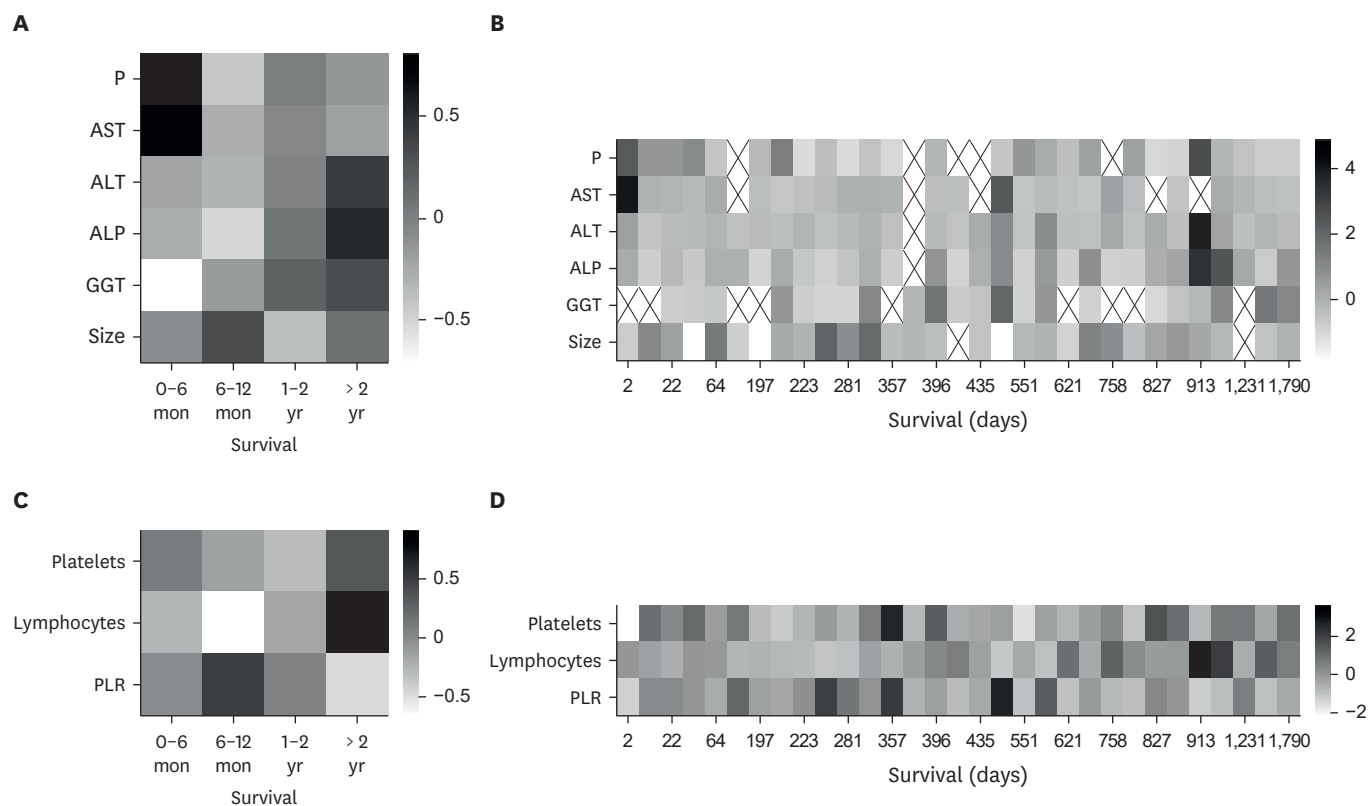 A
P
AST
ALT
ALP
GGT
Size
0.5
0
−0.5
0–6 mon
6–12 mon
1–2 yr
> 2 yr
Survival
B
P
AST
ALT
ALP
GGT
Size
4
2
0
2 22 64 197 223 281 357 396 435 551 621 758 827 913 1,231 1,790
Survival (days)
C
Platelets
Lymphocytes
PLR
0.5
0
−0.5
0–6 mon
6–12 mon
1–2 yr
> 2 yr
Survival
D
Platelets
Lymphocytes
PLR
2
0
−2
2 22 64 197 223 281 357 396 435 551 621 758 827 913 1,231 1,790
Survival (days)